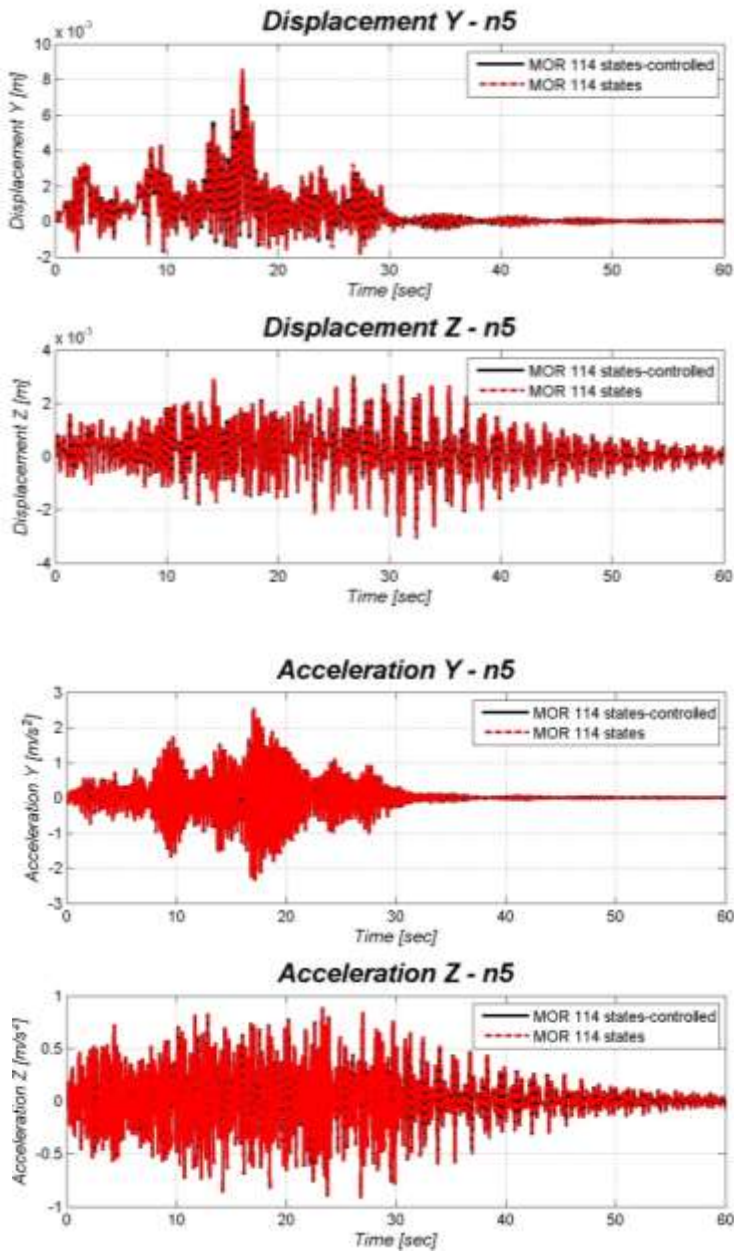 Displacement Y - n5
x 10⁻³
Displacement Y [m]
10
8
6
4
2
0
-2
MOR 114 states-controlled
MOR 114 states
0 10 20 30 40 50 60
Time [sec]
Displacement Z - n5
x 10⁻³
Displacement Z [m]
4
2
0
-2
-4
MOR 114 states-controlled
MOR 114 states
0 10 20 30 40 50 60
Time [sec]
Acceleration Y - n5
Acceleration Y [m/s²]
3
2
1
0
-1
-2
-3
MOR 114 states-controlled
MOR 114 states
0 10 20 30 40 50 60
Time [sec]
Acceleration Z - n5
Acceleration Z [m/s²]
1
0.5
0
-0.5
-1
MOR 114 states-controlled
MOR 114 states
0 10 20 30 40 50 60
Time [sec]